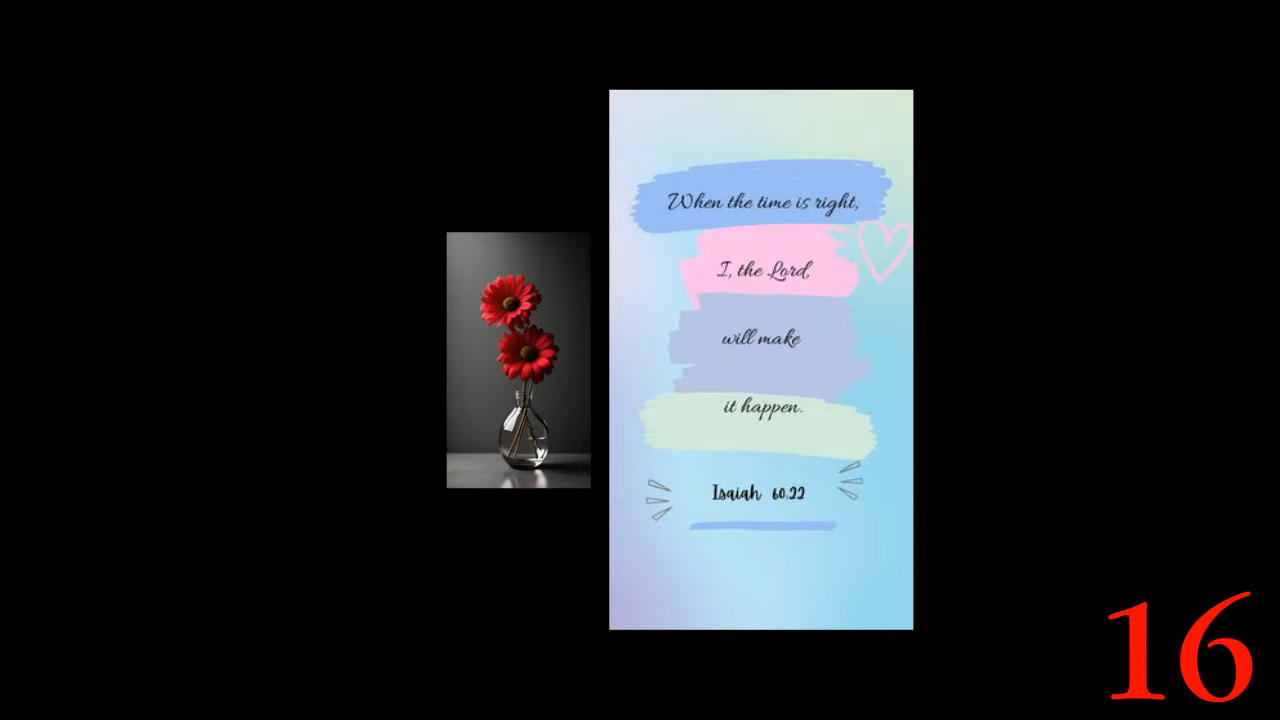 When the time is right,
I, the Lord,
will make
it happen.
Isaiah 60:22
16